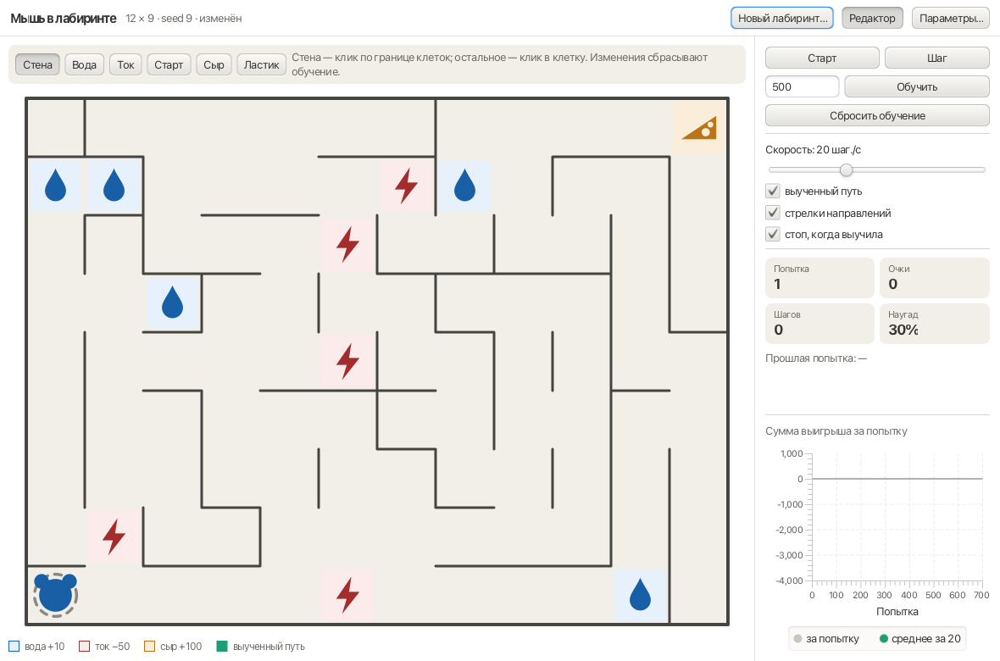 Мышь в лабиринте 12 × 9 · seed 9 · изменён Новый лабиринт... Редактор Параметры...
Стена Вода Ток Старт Сыр Ластик Стена — клик по границе клеток; остальное — клик в клетку. Изменения сбрасывают
обучение.
Старт Шаг
500 Обучить
Сбросить обучение
Скорость: 20 шаг./с
выученный путь
стрелки направлений
стоп, когда выучила
Попытка Очки
1 0
Шагов Наугад
0 30%
Прошлая попытка: —
Сумма выигрыша за попытку
1,000
0
-1,000
-2,000
-3,000
-4,000
0 100 200 300 400 500 600 700
Попытка
за попытку среднее за 20
вода +10 ток −50 сыр +100 выученный путь